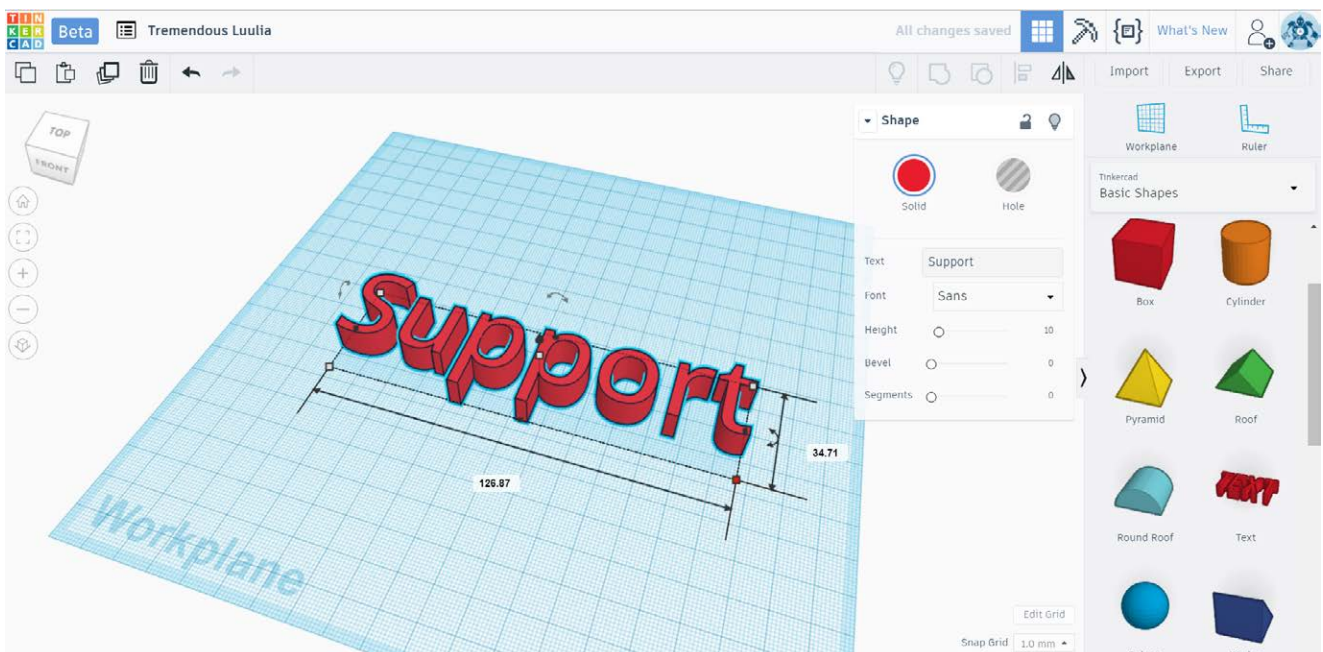 TIN
KER
CAD
Beta
Tremendous Luulia
All changes saved
What's New
Import
Export
Share
TOP
FRONT
Shape
Solid
Hole
Text
Support
Font
Sans
Height
10
Bevel
0
Segments
0
Workplane
Ruler
Tinkercad
Basic Shapes
Box
Cylinder
Pyramid
Roof
Round Roof
TEXT
Text
Support
34.71
126.87
Workplane
Edit Grid
Snap Grid
1.0 mm